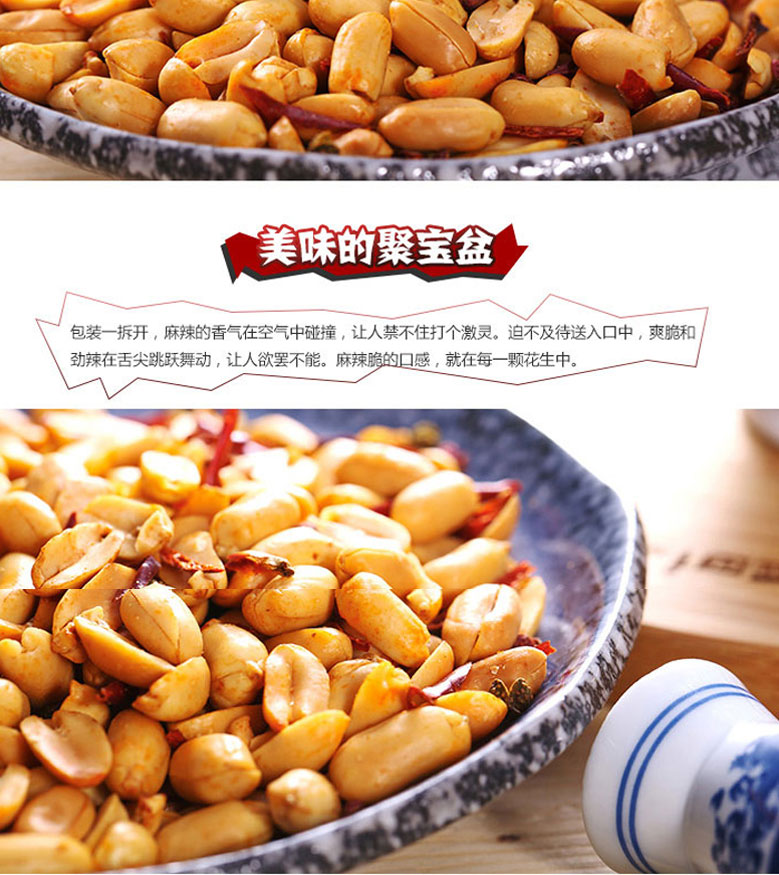 美味的聚宝盆
包装一拆开，麻辣的香气在空气中碰撞，让人禁不住打个激灵。迫不及待送入口中，爽脆和
劲辣在舌尖跳跃舞动，让人欲罢不能。麻辣脆的口感，就在每一颗花生中。